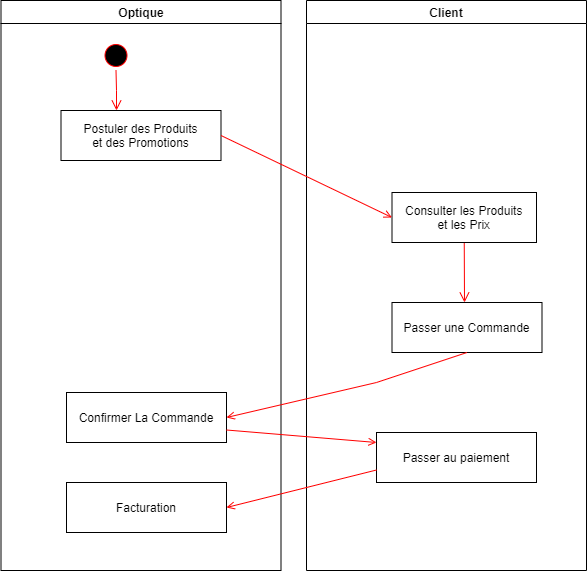 Optique
Client
Postuler des Produits
et des Promotions
Consulter les Produits
et les Prix
Passer une Commande
Confirmer La Commande
Passer au paiement
Facturation